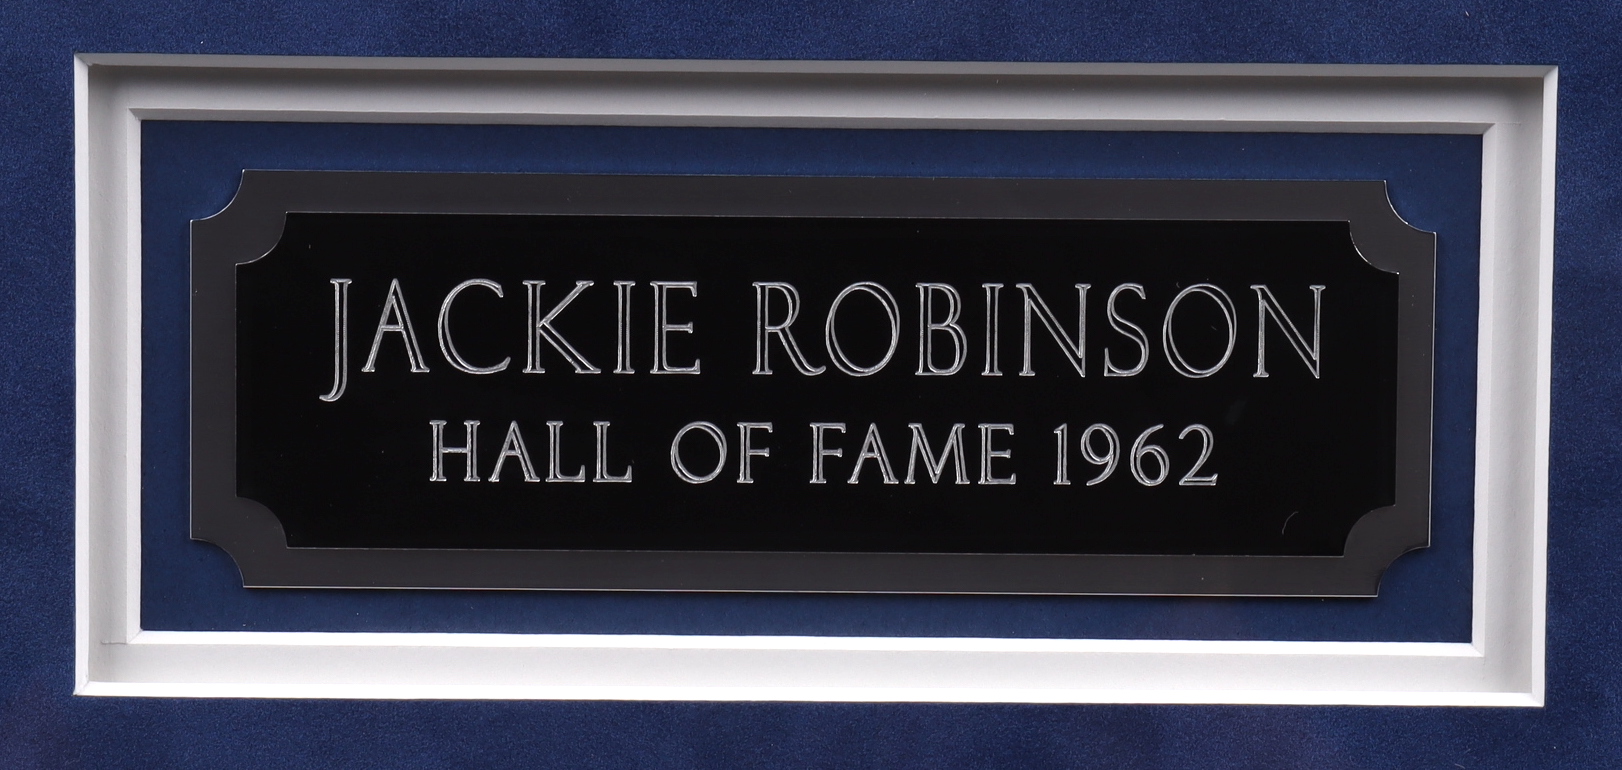 JACKIE ROBINSON
HALL OF FAME 1962